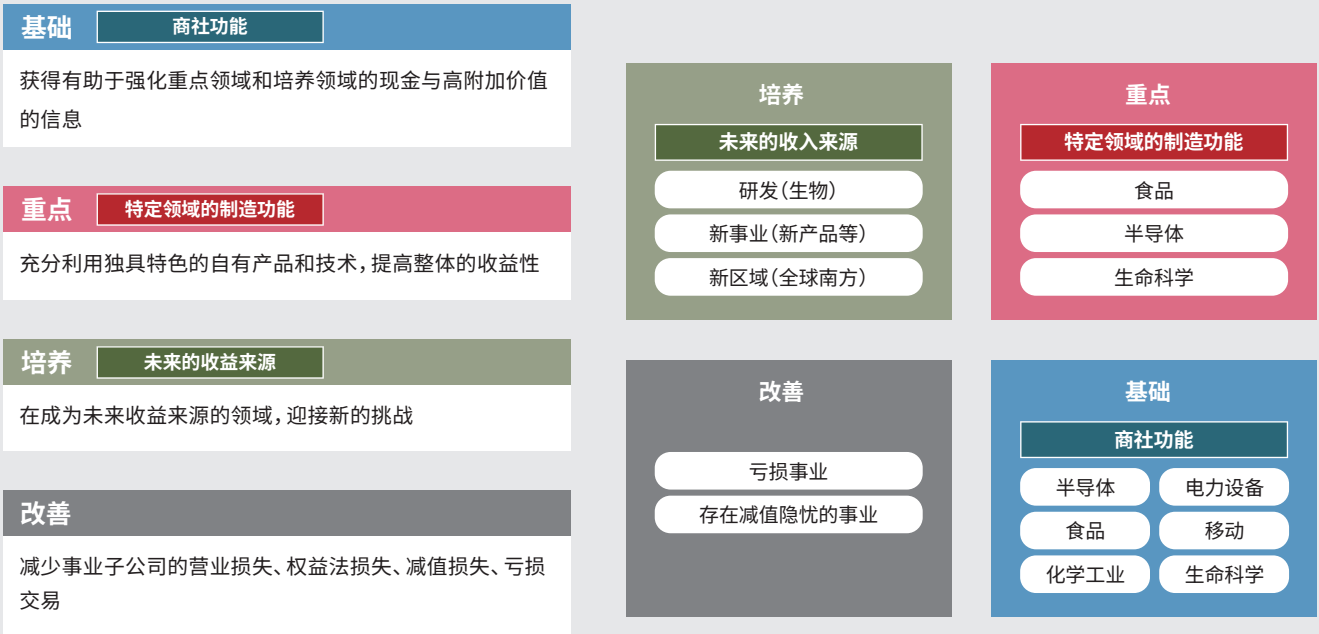 基础
商社功能
获得有助于强化重点领域和培养领域的现金与高附加价值
的信息
重点
特定领域的制造功能
充分利用独具特色的自有产品和技术，提高整体的收益性
培养
未来的收益来源
在成为未来收益来源的领域，迎接新的挑战
改善
减少事业子公司的营业损失、权益法损失、减值损失、亏损
交易
培养
未来的收入来源
研发（生物）
新事业（新产品等）
新区域（全球南方）
重点
特定领域的制造功能
食品
半导体
生命科学
改善
亏损事业
存在减值隐忧的事业
基础
商社功能
半导体
电力设备
食品
移动
化学工业
生命科学